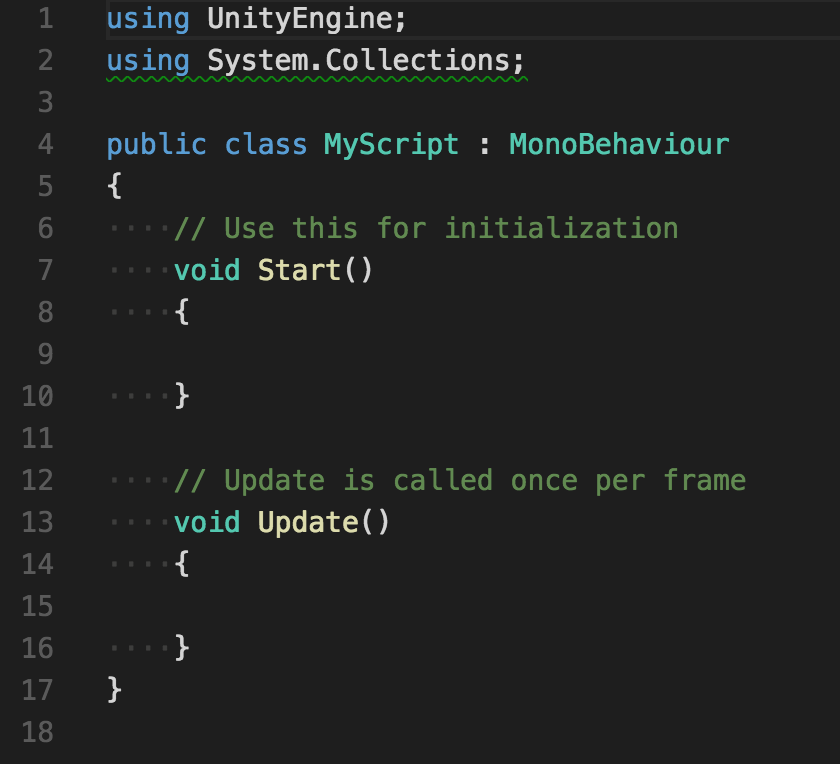 1 using UnityEngine;
2 using System.Collections;
3
4 public class MyScript : MonoBehaviour
5 {
6 ····// Use this for initialization
7 ····void Start()
8 ····{
9
10 ····}
11
12 ····// Update is called once per frame
13 ····void Update()
14 ····{
15
16 ····}
17 }
18